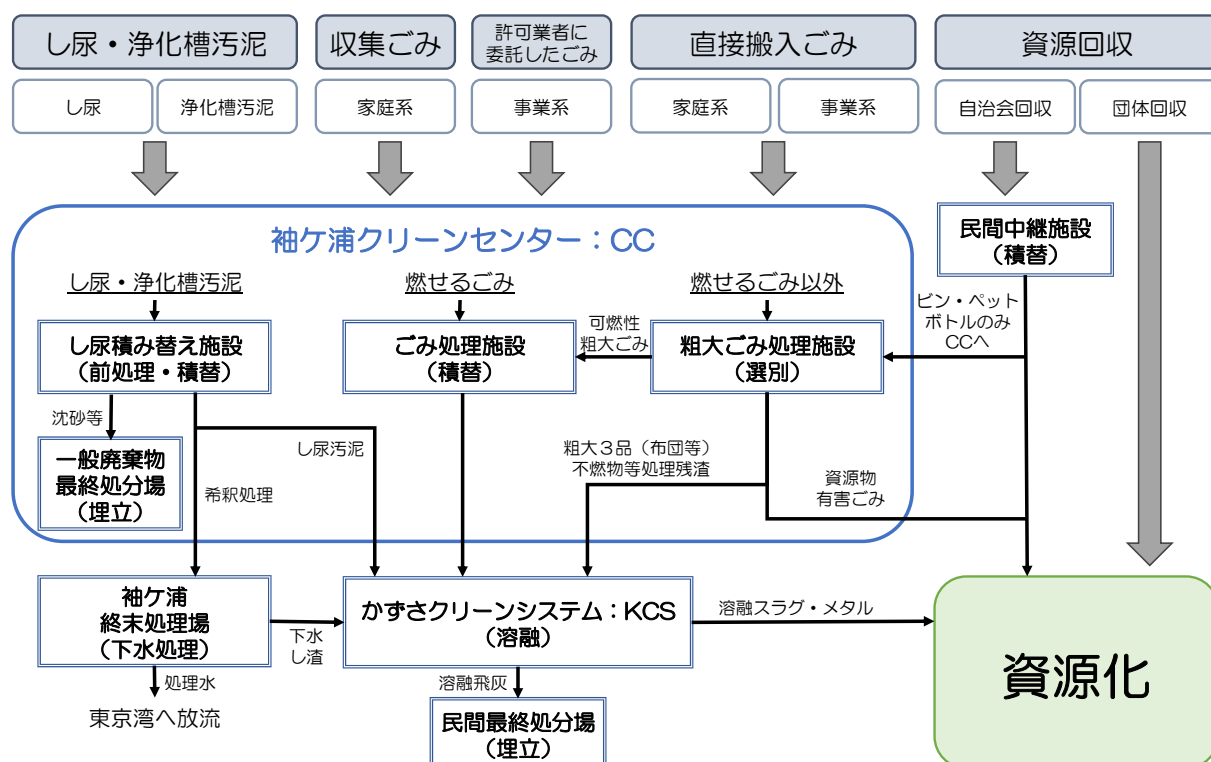 し尿・浄化槽汚泥
収集ごみ
許可業者に
委託したごみ
直接搬入ごみ
資源回収
し尿
浄化槽汚泥
家庭系
事業系
家庭系
事業系
自治会回収
団体回収
袖ケ浦クリーンセンター：CC
民間中継施設
（積替）
し尿・浄化槽汚泥
燃せるごみ
燃せるごみ以外
ビン・ペット
ボトルのみ
CCへ
し尿積み替え施設
（前処理・積替）
ごみ処理施設
（積替）
可燃性
粗大ごみ
粗大ごみ処理施設
（選別）
沈砂等
一般廃棄物
最終処分場
（埋立）
希釈処理
し尿汚泥
粗大３品（布団等）
不燃物等処理残渣
資源物
有害ごみ
袖ケ浦
終末処理場
（下水処理）
下水
し渣
かずさクリーンシステム：KCS
（溶融）
溶融スラグ・メタル
資源化
処理水
東京湾へ放流
溶融飛灰
民間最終処分場
（埋立）